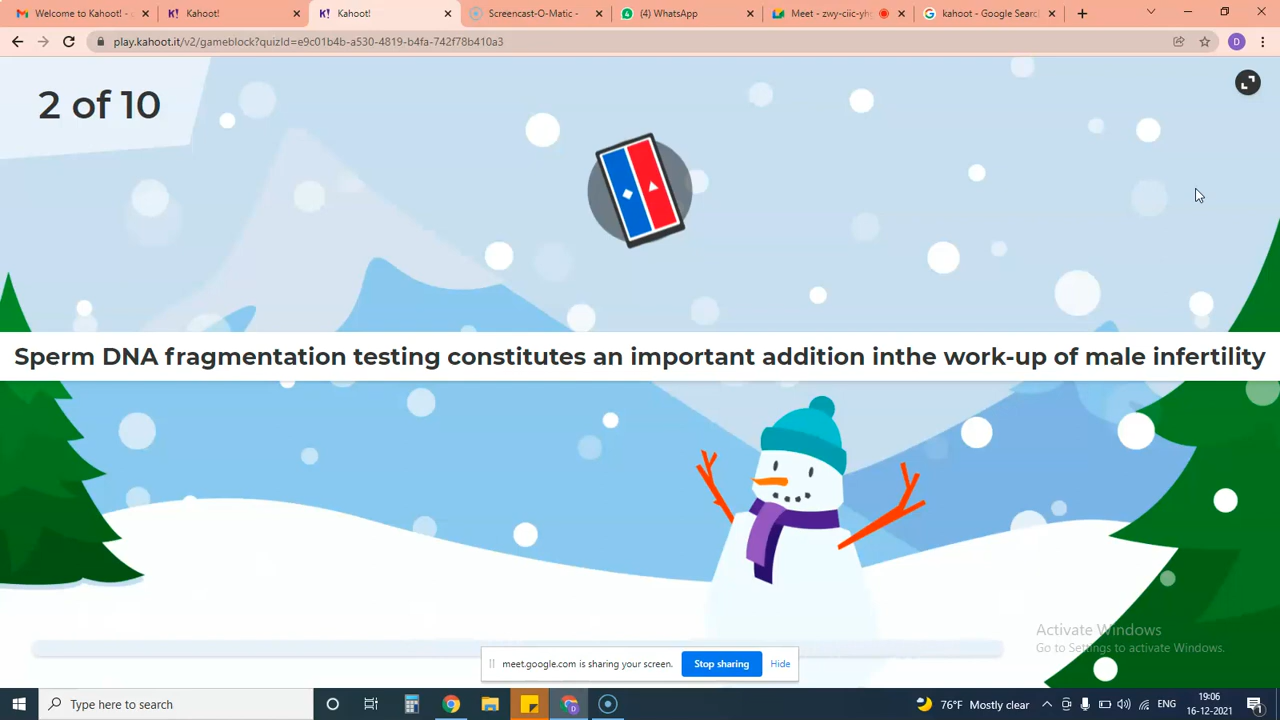 Welcome to Kahoot! -
Kahoot!
Kahoot!
Screencast-O-Matic -
(4) WhatsApp
Meet - zwy-ciic-yh
kahoot - Google Searc
play.kahoot.it/v2/gameblock?quizId=e9c01b4b-a530-4819-b4fa-742f78b410a3
D
2 of 10
Sperm DNA fragmentation testing constitutes an important addition inthe work-up of male infertility
Activate Windows
Go to Settings to activate Windows.
meet.google.com is sharing your screen.
Stop sharing
Hide
Type here to search
76°F Mostly clear
ENG
19:06
16-12-2021